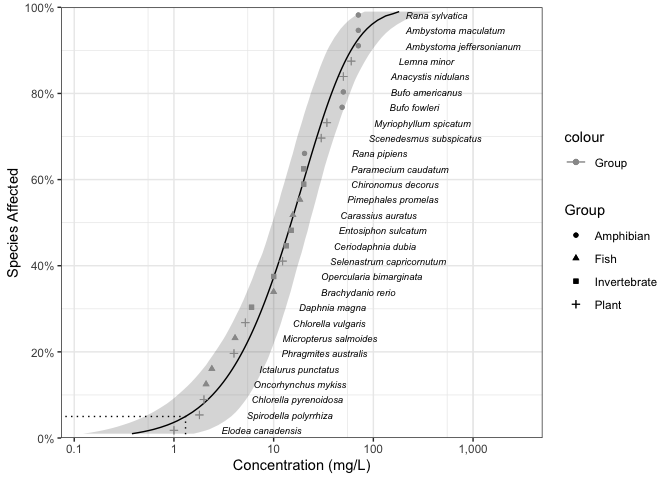 100%
80%
60%
40%
20%
0%
Species Affected
Rana sylvatica
Ambystoma maculatum
Ambystoma jeffersonianum
Lemna minor
Anacystis nidulans
Bufo americanus
Bufo fowleri
Myriophyllum spicatum
Scenedesmus subspicatus
Rana pipiens
Paramecium caudatum
Chironomus decorus
Pimephales promelas
Carassius auratus
Entosiphon sulcatum
Ceriodaphnia dubia
Selenastrum capricornutum
Opercularia bimarginata
Brachydanio rerio
Daphnia magna
Chlorella vulgaris
Micropterus salmoides
Phragmites australis
Ictalurus punctatus
Oncorhynchus mykiss
Chlorella pyrenoidosa
Spirodella polyrrhiza
Elodea canadensis
0.1 1 10 100 1,000
Concentration (mg/L)
colour
Group
Group
Amphibian
Fish
Invertebrate
Plant